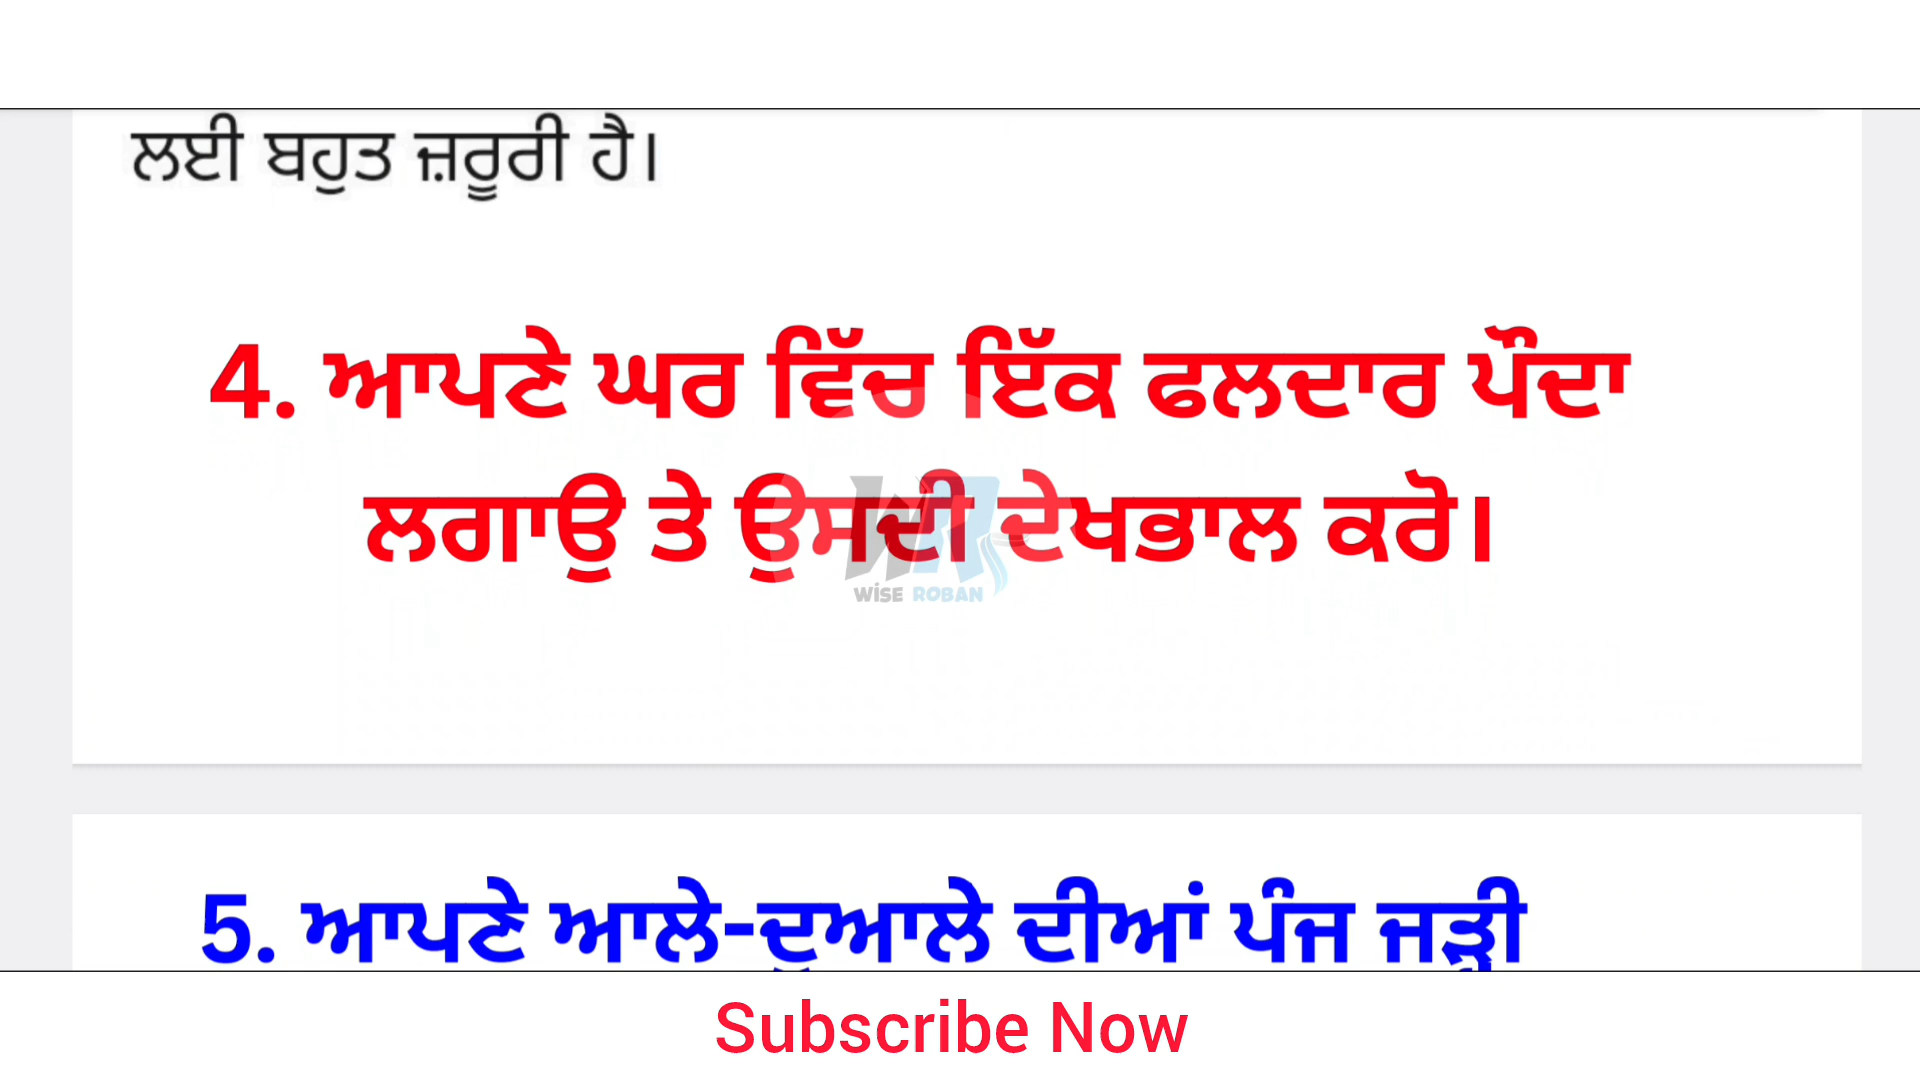 ਲਈ ਬਹੁਤ ਜ਼ਰੂਰੀ ਹੈ।
4. ਆਪਣੇ ਘਰ ਵਿੱਚ ਇੱਕ ਫਲਦਾਰ ਪੌਦਾ
ਲਗਾਉ ਤੇ ਉਸਦੀ ਦੇਖਭਾਲ ਕਰੋ।
WR
WISE ROBAN
5. ਆਪਣੇ ਆਲੇ-ਦੁਆਲੇ ਦੀਆਂ ਪੰਜ ਜੜ੍ਹੀ
Subscribe Now